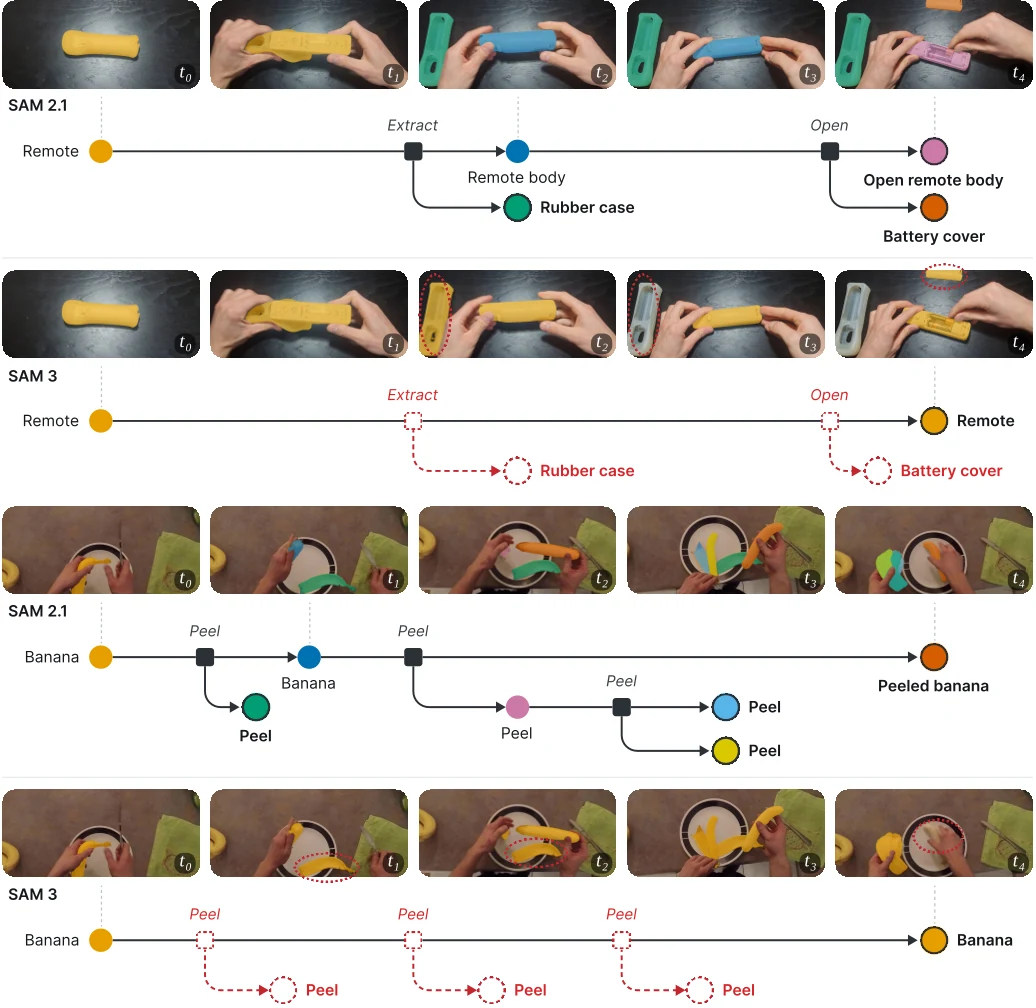 t0 t1 t2 t3 t4
SAM 2.1
Extract Open
Remote
Remote body Open remote body
Rubber case
Battery cover
t0 t1 t2 t3 t4
SAM 3
Extract Open
Remote Remote
Rubber case Battery cover
t0 t1 t2 t3 t4
SAM 2.1
Peel Peel
Banana
Banana Peel Peeled banana
Peel
Peel Peel
Peel
t0 t1 t2 t3 t4
SAM 3
Peel Peel Peel
Banana Banana
Peel Peel Peel